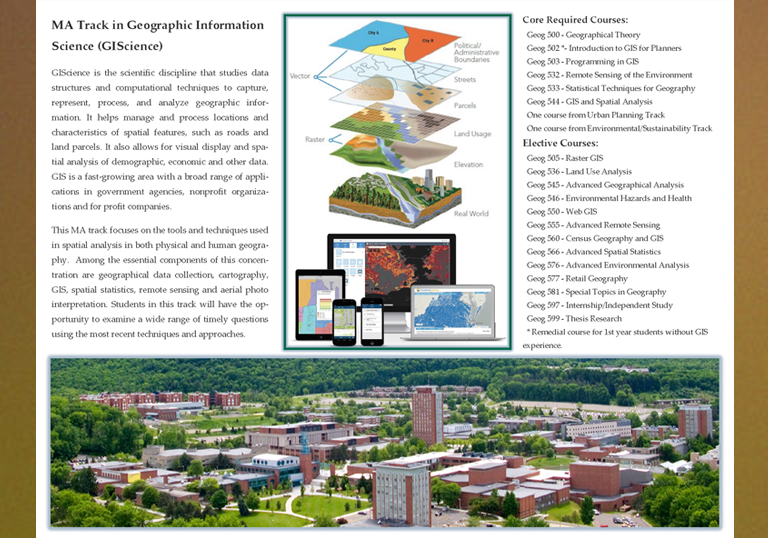 MA Track in Geographic Information
Science (GIScience)
GIScience is the scientific discipline that studies data
structures and computational techniques to capture,
represent, process, and analyze geographic infor-
mation. It helps manage and process locations and
characteristics of spatial features, such as roads and
land parcels. It also allows for visual display and spa-
tial analysis of demographic, economic and other data.
GIS is a fast-growing area with a broad range of appli-
cations in government agencies, nonprofit organiza-
tions and for profit companies.
This MA track focuses on the tools and techniques used
in spatial analysis in both physical and human geogra-
phy. Among the essential components of this concen-
tration are geographical data collection, cartography,
GIS, spatial statistics, remote sensing and aerial photo
interpretation. Students in this track will have the op-
portunity to examine a wide range of timely questions
using the most recent techniques and approaches.
City A
City B
County
Political/
Administrative
Boundaries
Vector
Streets
Parcels
Land Usage
Raster
Elevation
Real World
Core Required Courses:
Geog 500 - Geographical Theory
Geog 502 *- Introduction to GIS for Planners
Geog 503 - Programming in GIS
Geog 532 - Remote Sensing of the Environment
Geog 533 - Statistical Techniques for Geography
Geog 544 - GIS and Spatial Analysis
One course from Urban Planning Track
One course from Environmental/Sustainability Track
Elective Courses:
Geog 505 - Raster GIS
Geog 536 - Land Use Analysis
Geog 545 - Advanced Geographical Analysis
Geog 546 - Environmental Hazards and Health
Geog 550 - Web GIS
Geog 555 - Advanced Remote Sensing
Geog 560 - Census Geography and GIS
Geog 566 - Advanced Spatial Statistics
Geog 576 - Advanced Environmental Analysis
Geog 577 - Retail Geography
Geog 581 - Special Topics in Geography
Geog 597 - Internship/Independent Study
Geog 599 - Thesis Research
* Remedial course for 1st year students without GIS
experience.